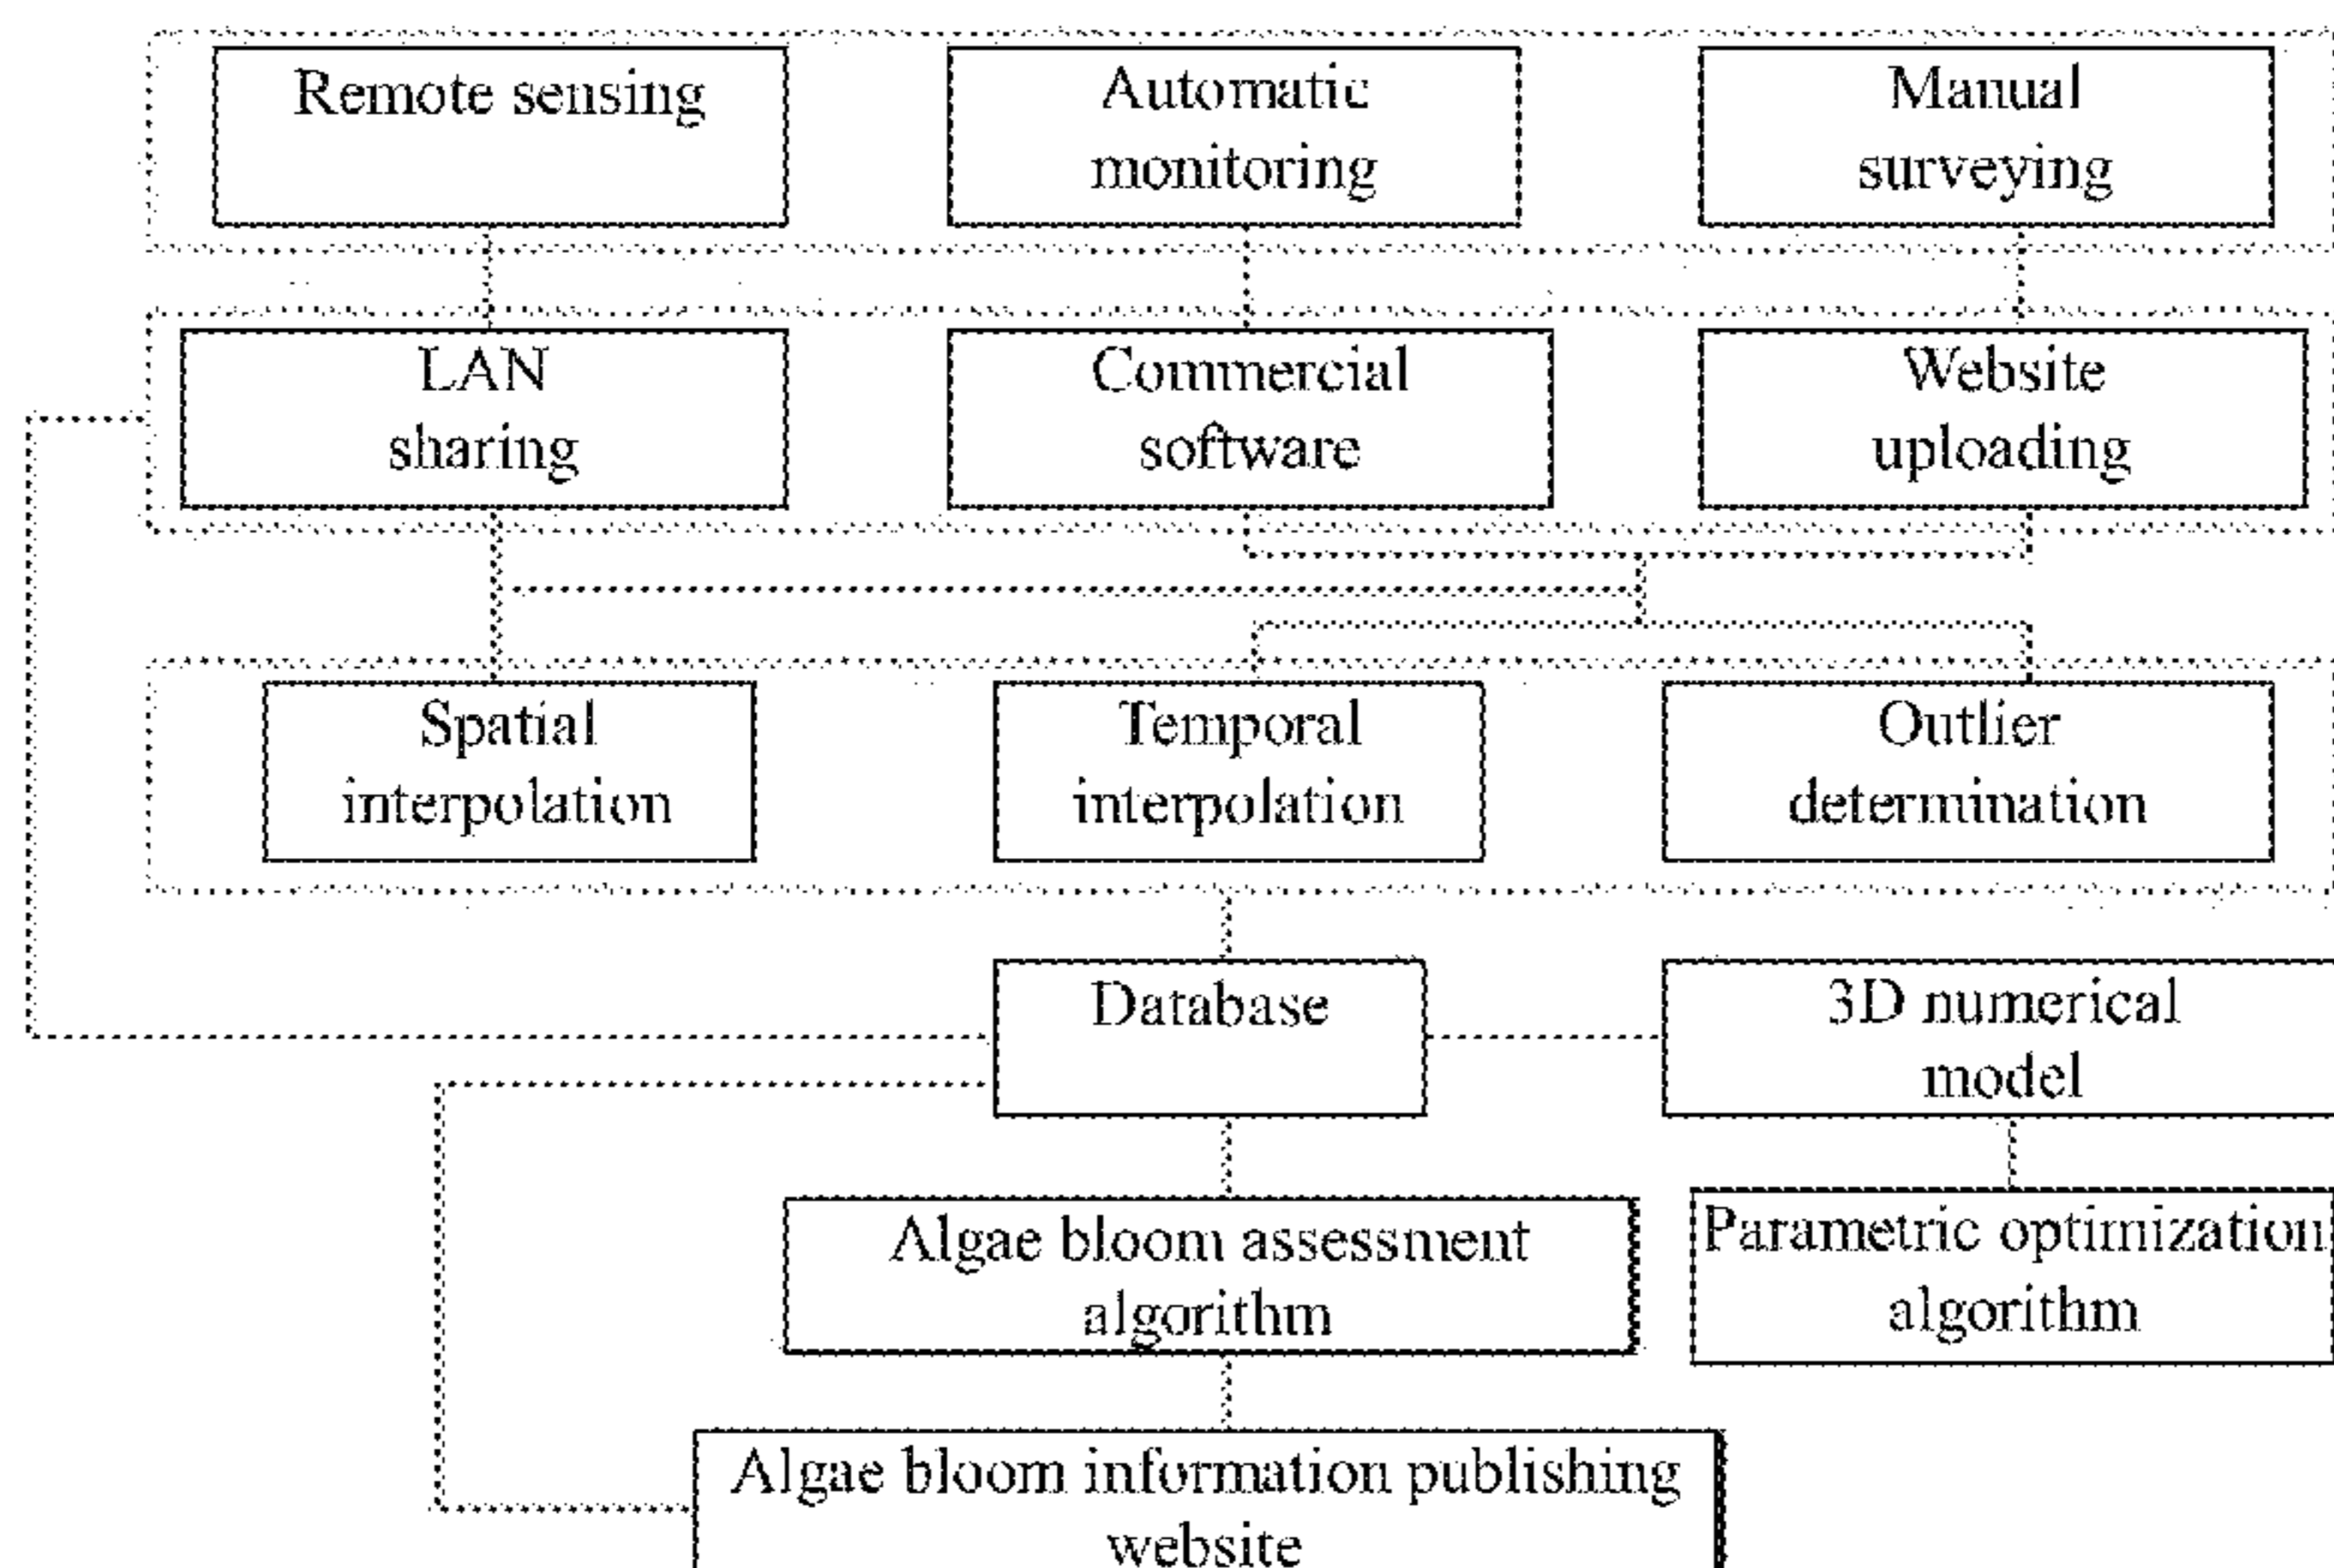 Remote sensing
Automatic
monitoring
Manual
surveying
LAN
sharing
Commercial
software
Website
uploading
Spatial
interpolation
Temporal
interpolation
Outlier
determination
Database
3D numerical
model
Algae bloom assessment
algorithm
Parametric optimization
algorithm
Algae bloom information publishing
website